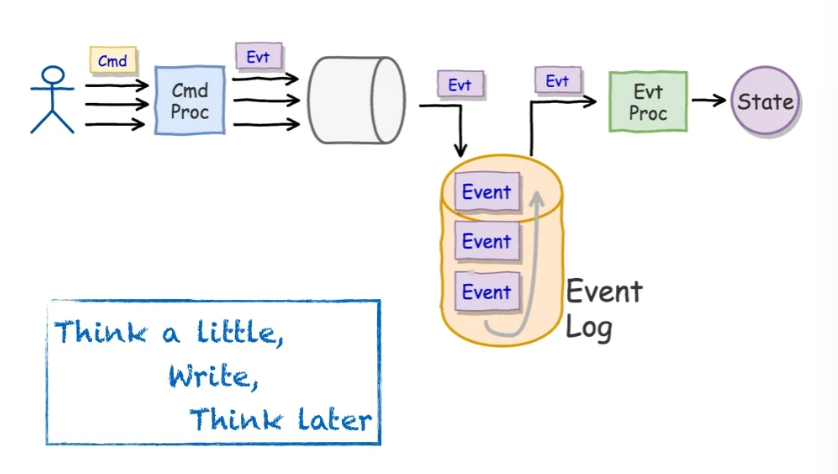 Cmd
Evt
Cmd
Proc
Evt
Evt
Evt
Proc
State
Event
Event
Event
Event
Log
Think a little,
Write,
Think later